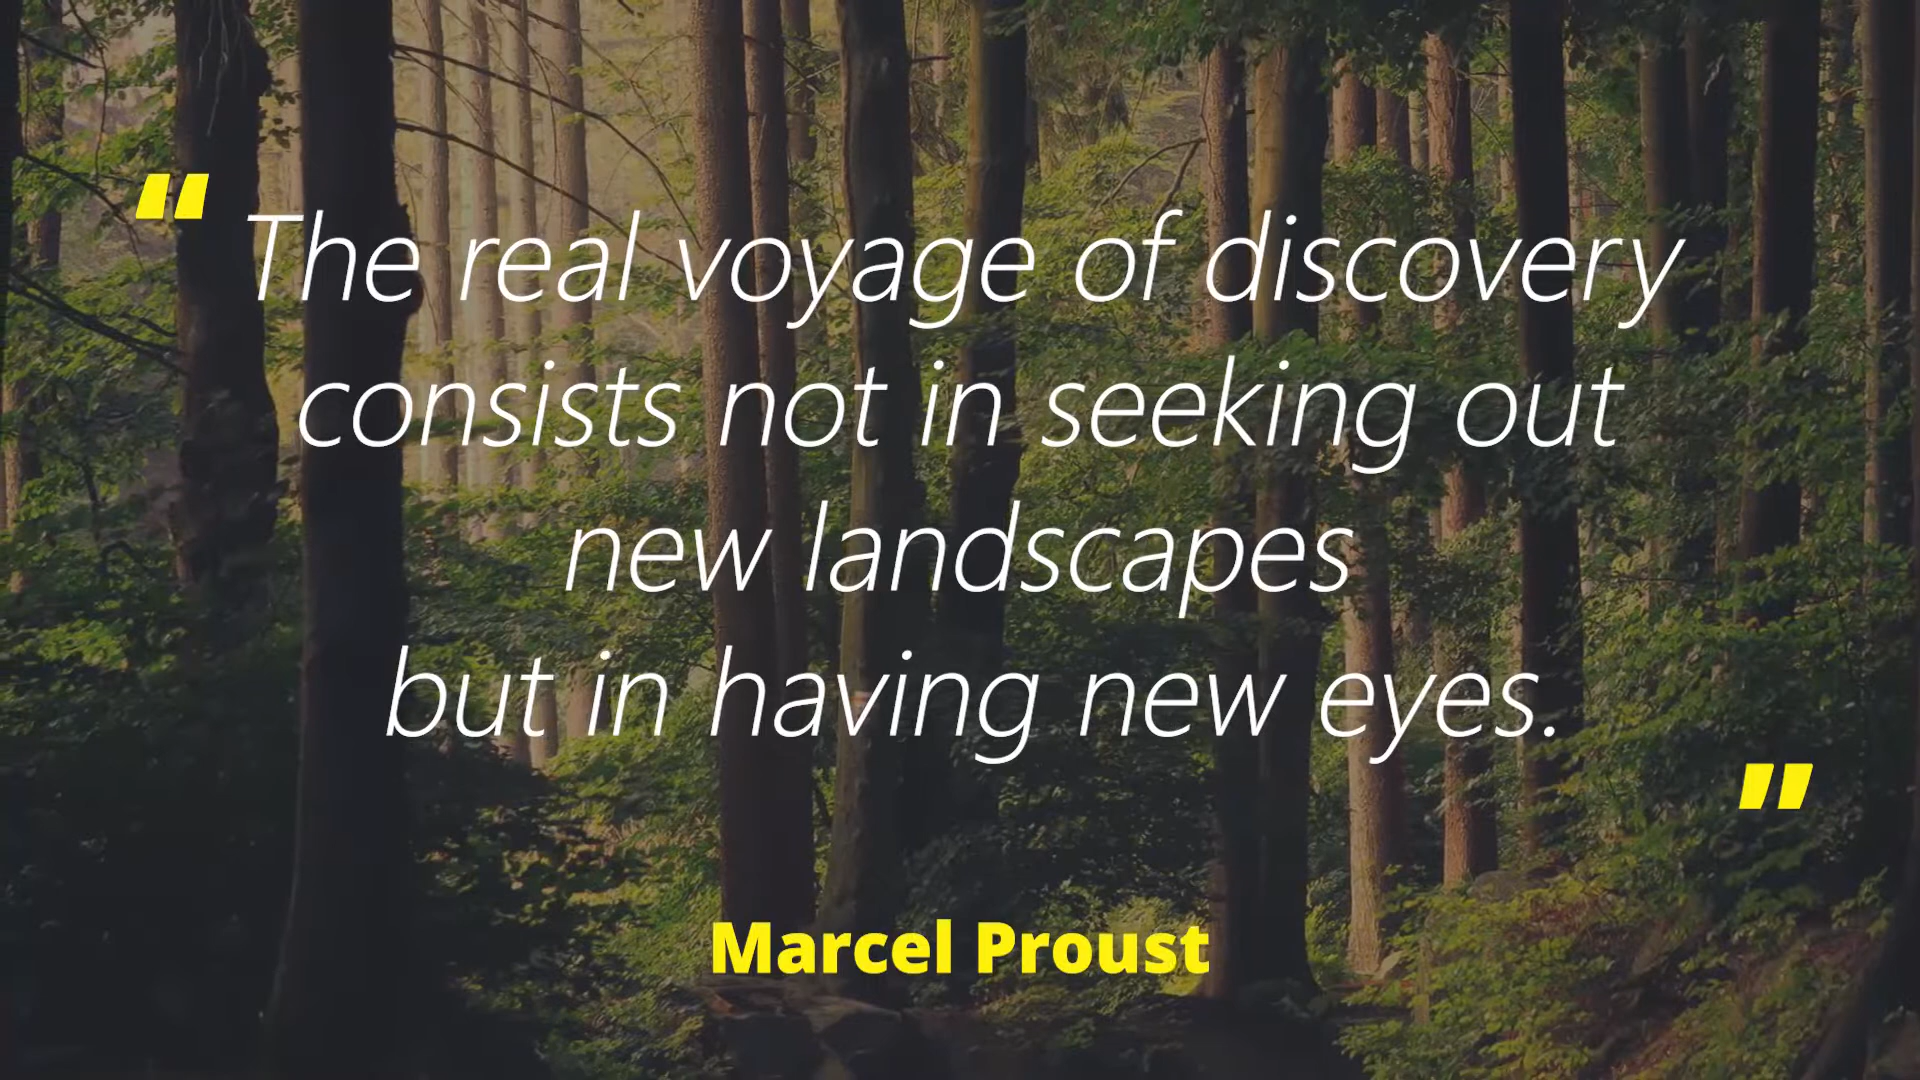 “ The real voyage of discovery
consists not in seeking out
new landscapes
but in having new eyes.
”
Marcel Proust